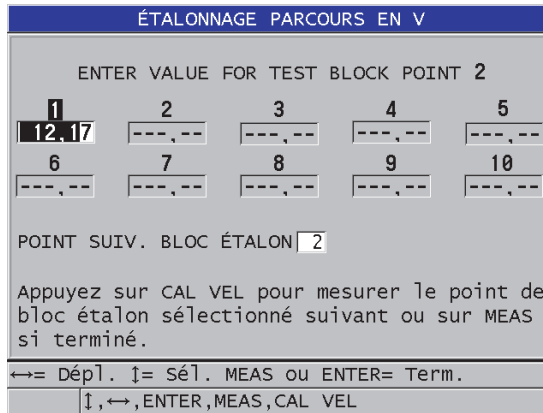 ÉTALONNAGE PARCOURS EN V
ENTER VALUE FOR TEST BLOCK POINT 2
1 2 3 4 5
12,17 ---,-- ---,-- ---,-- ---,--
6 7 8 9 10
---,-- ---,-- ---,-- ---,-- ---,--
POINT SUIV. BLOC ÉTALON 2
Appuyez sur CAL VEL pour mesurer le point de
bloc étalon sélectionné suivant ou sur MEAS
si terminé.
↔= Dépl. ↕= Sél. MEAS ou ENTER= Term.
↕,↔,ENTER,MEAS,CAL VEL